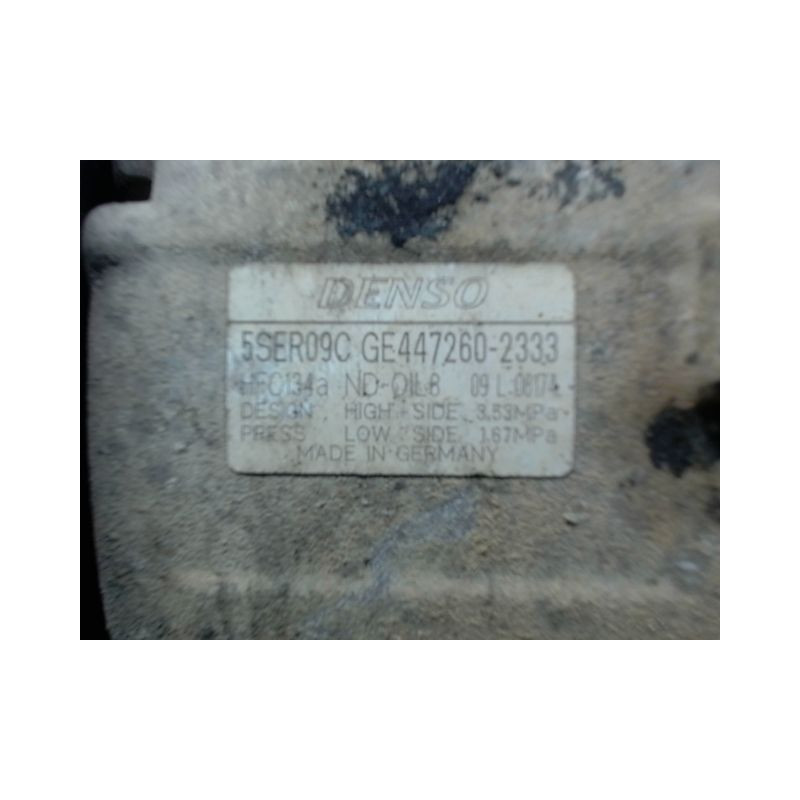 DENSO
5SER09C GE447260-2333
HFC134a ND-OIL8 09 L 08174
DESIGN HIGH SIDE 3.53MPa
PRESS LOW SIDE 1.67MPa
MADE IN GERMANY